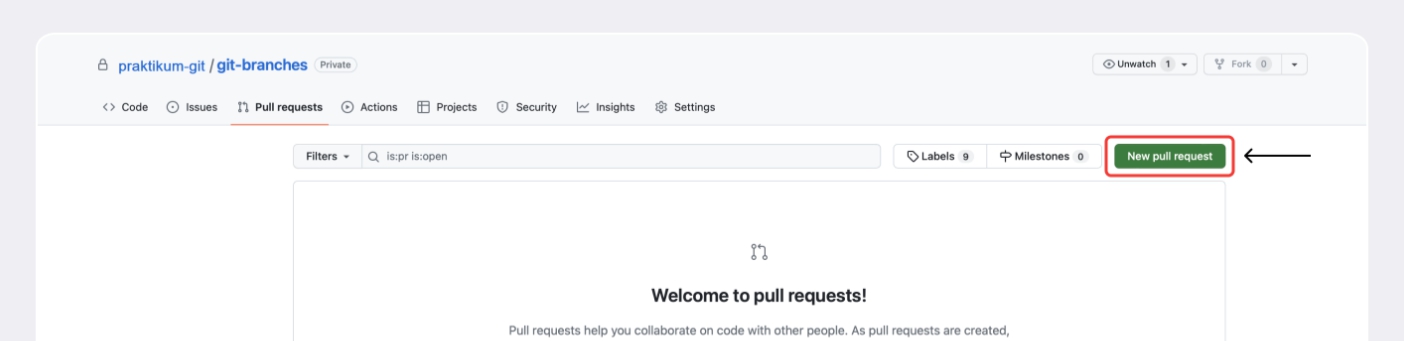 praktikum-git / git-branches Private Unwatch 1 Fork 0
Code Issues Pull requests Actions Projects Security Insights Settings
Filters is:pr is:open Labels 9 Milestones 0 New pull request
Welcome to pull requests!
Pull requests help you collaborate on code with other people. As pull requests are created,